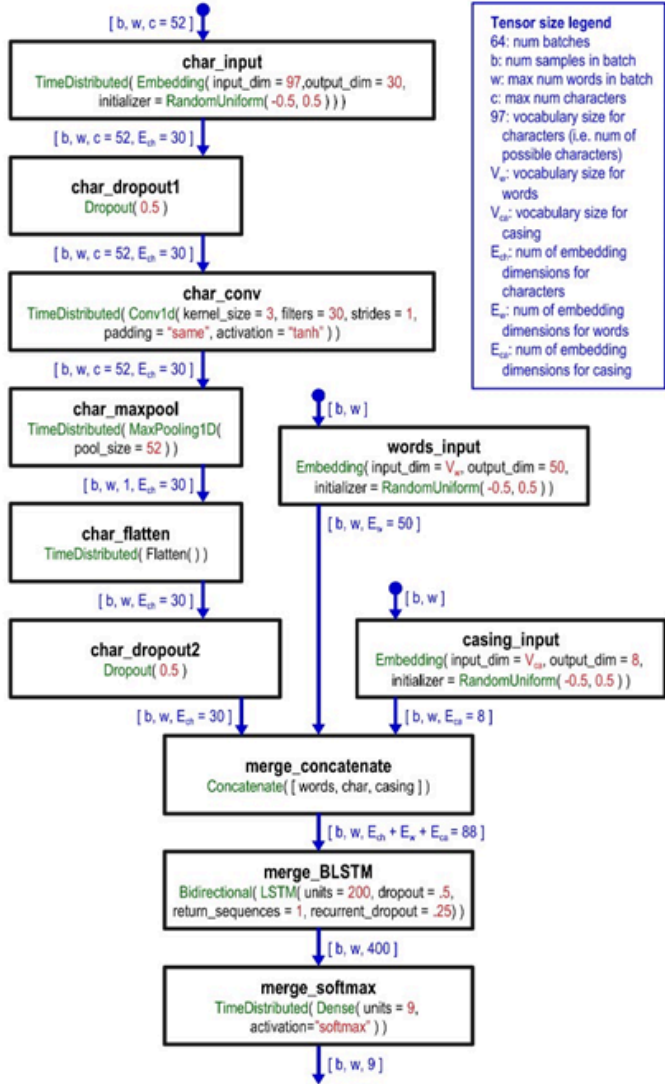 [ b, w, c = 52 ]
char_input
TimeDistributed( Embedding( input_dim = 97,output_dim = 30,
initializer = RandomUniform( -0.5, 0.5 ) ) )
[ b, w, c = 52, Ech = 30 ]
char_dropout1
Dropout( 0.5 )
[ b, w, c = 52, Ech = 30 ]
char_conv
TimeDistributed( Conv1d( kernel_size = 3, filters = 30, strides = 1,
padding = "same", activation = "tanh" ) )
[ b, w, c = 52, Ech = 30 ]
char_maxpool
TimeDistributed( MaxPooling1D(
pool_size = 52 ) )
[ b, w, 1, Ech = 30 ]
char_flatten
TimeDistributed( Flatten( ) )
[ b, w, Ech = 30 ]
char_dropout2
Dropout( 0.5 )
[ b, w, Ech = 30 ]
[ b, w ]
words_input
Embedding( input_dim = Vw, output_dim = 50,
initializer = RandomUniform( -0.5, 0.5 ) )
[ b, w, Ew = 50 ]
[ b, w ]
casing_input
Embedding( input_dim = Vca, output_dim = 8,
initializer = RandomUniform( -0.5, 0.5 ) )
[ b, w, Eca = 8 ]
merge_concatenate
Concatenate( [ words, char, casing ] )
[ b, w, Ech + Ew + Eca = 88 ]
merge_BLSTM
Bidirectional( LSTM( units = 200, dropout = .5,
return_sequences = 1, recurrent_dropout = .25) )
[ b, w, 400 ]
merge_softmax
TimeDistributed( Dense( units = 9,
activation="softmax" ) )
[ b, w, 9 ]
Tensor size legend
64: num batches
b: num samples in batch
w: max num words in batch
c: max num characters
97: vocabulary size for
characters (i.e. num of
possible characters)
Vw: vocabulary size for
words
Vca: vocabulary size for
casing
Ech: num of embedding
dimensions for
characters
Ew: num of embedding
dimensions for words
Eca: num of embedding
dimensions for casing